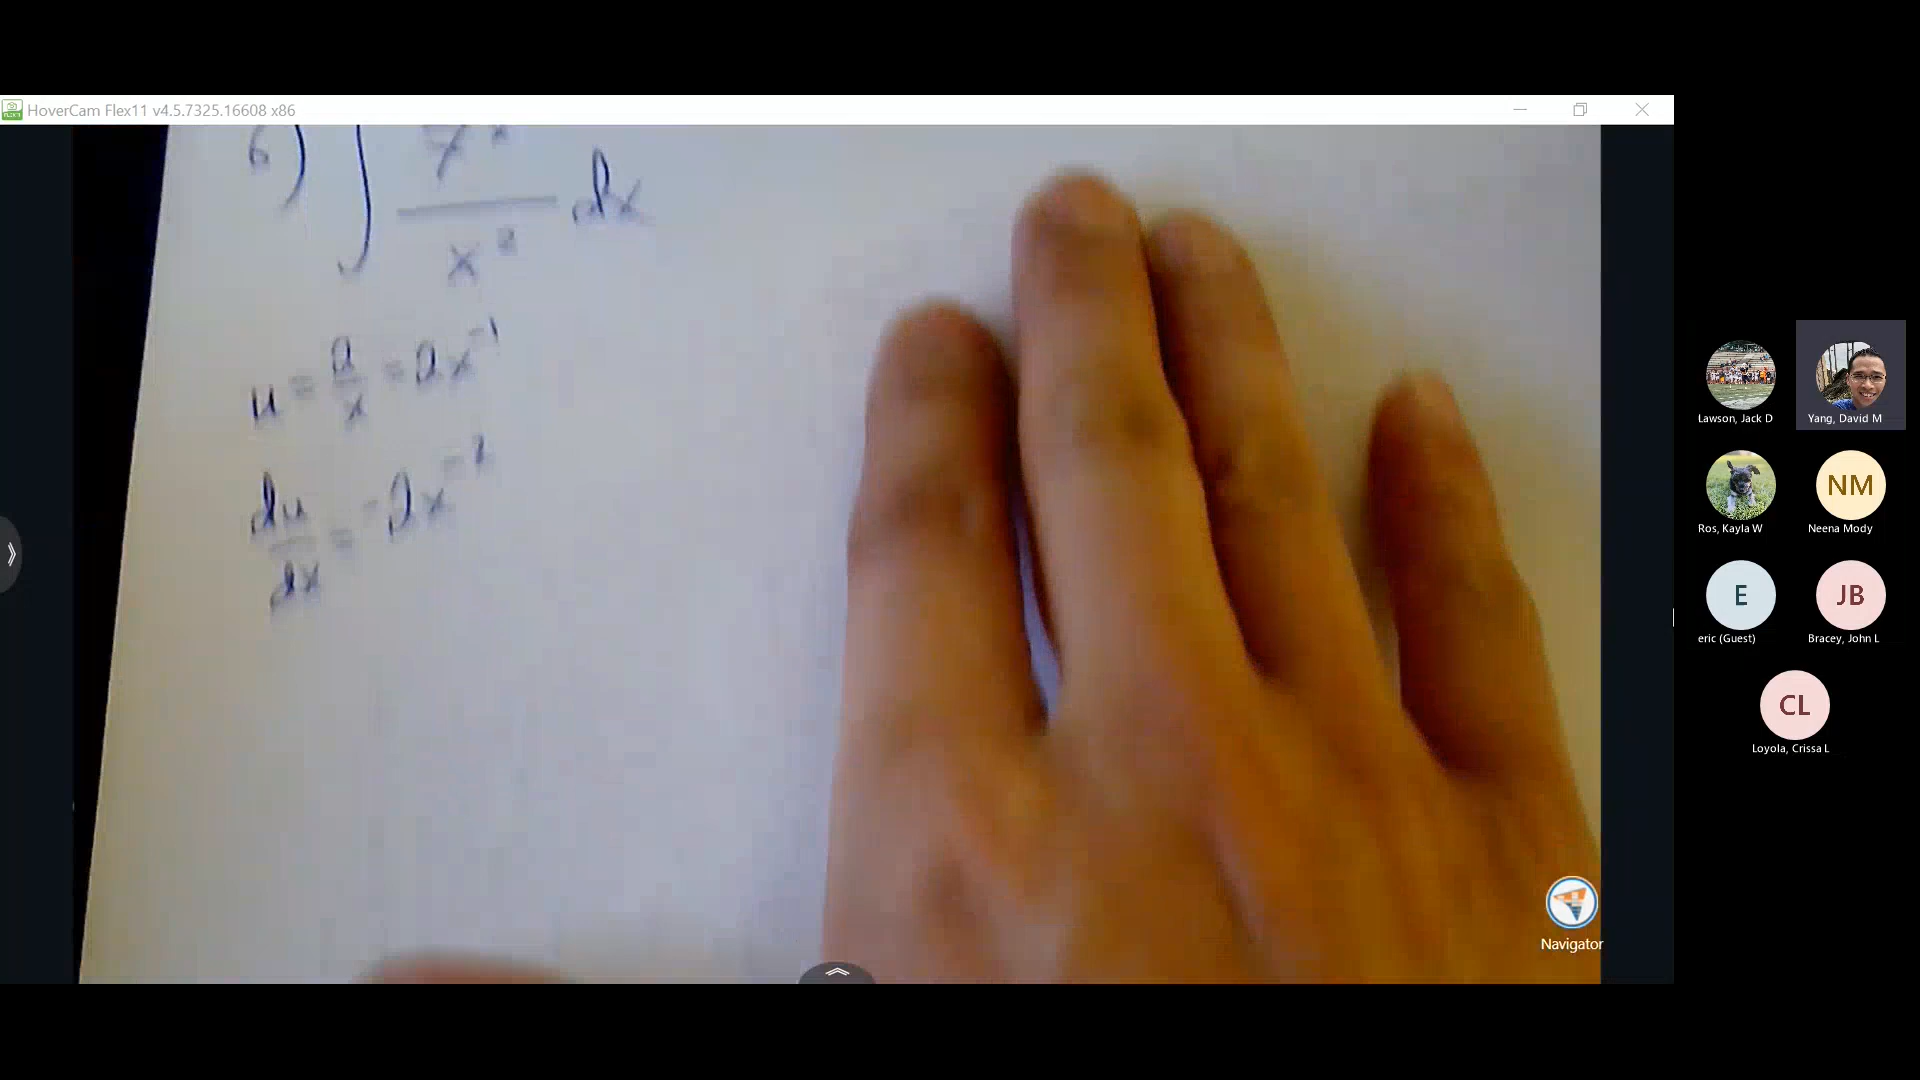 HoverCam Flex11 v4.5.7325.16608 x86
6) ∫ 7
x² dx
u = 2/x = 2x⁻¹
du/dx = -2x⁻²
Lawson, Jack D
Yang, David M
Ros, Kayla W
NM
Neena Mody
E
eric (Guest)
JB
Bracey, John L
CL
Loyola, Crissa L
Navigator